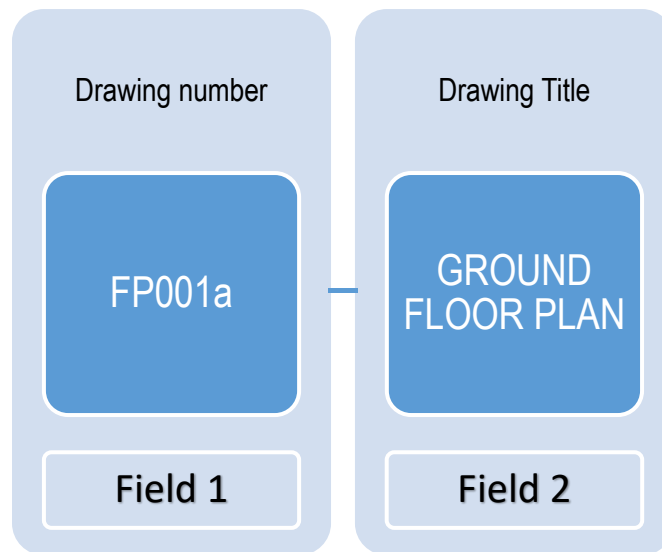 Drawing number
Drawing Title
FP001a
GROUND
FLOOR PLAN
Field 1
Field 2